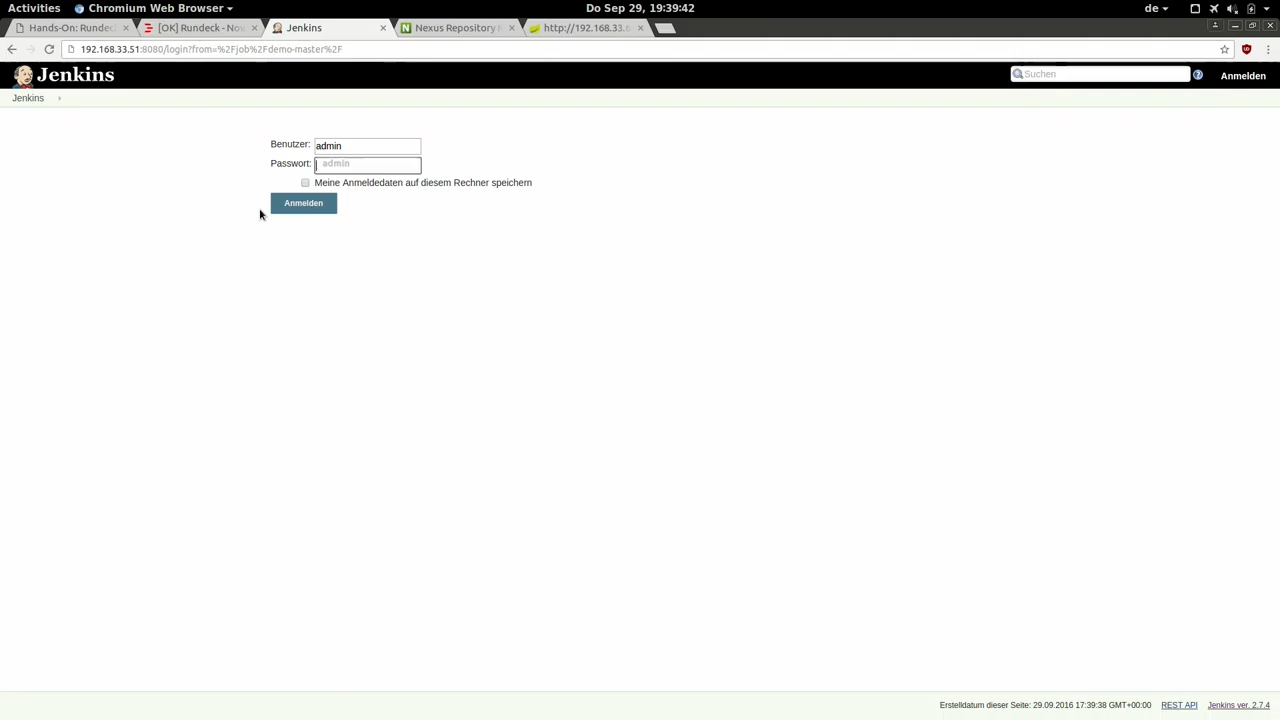 Activities Chromium Web Browser Do Sep 29, 19:39:42 de
Hands-On: Rundec [OK] Rundeck - Nov Jenkins Nexus Repository http://192.168.33.6
192.168.33.51:8080/login?from=%2Fjob%2Fdemo-master%2F
Jenkins Suchen Anmelden
Jenkins
Benutzer: admin
Passwort: admin
Meine Anmeldedaten auf diesem Rechner speichern
Anmelden
Erstelldatum dieser Seite: 29.09.2016 17:39:38 GMT+00:00 REST API Jenkins ver. 2.7.4